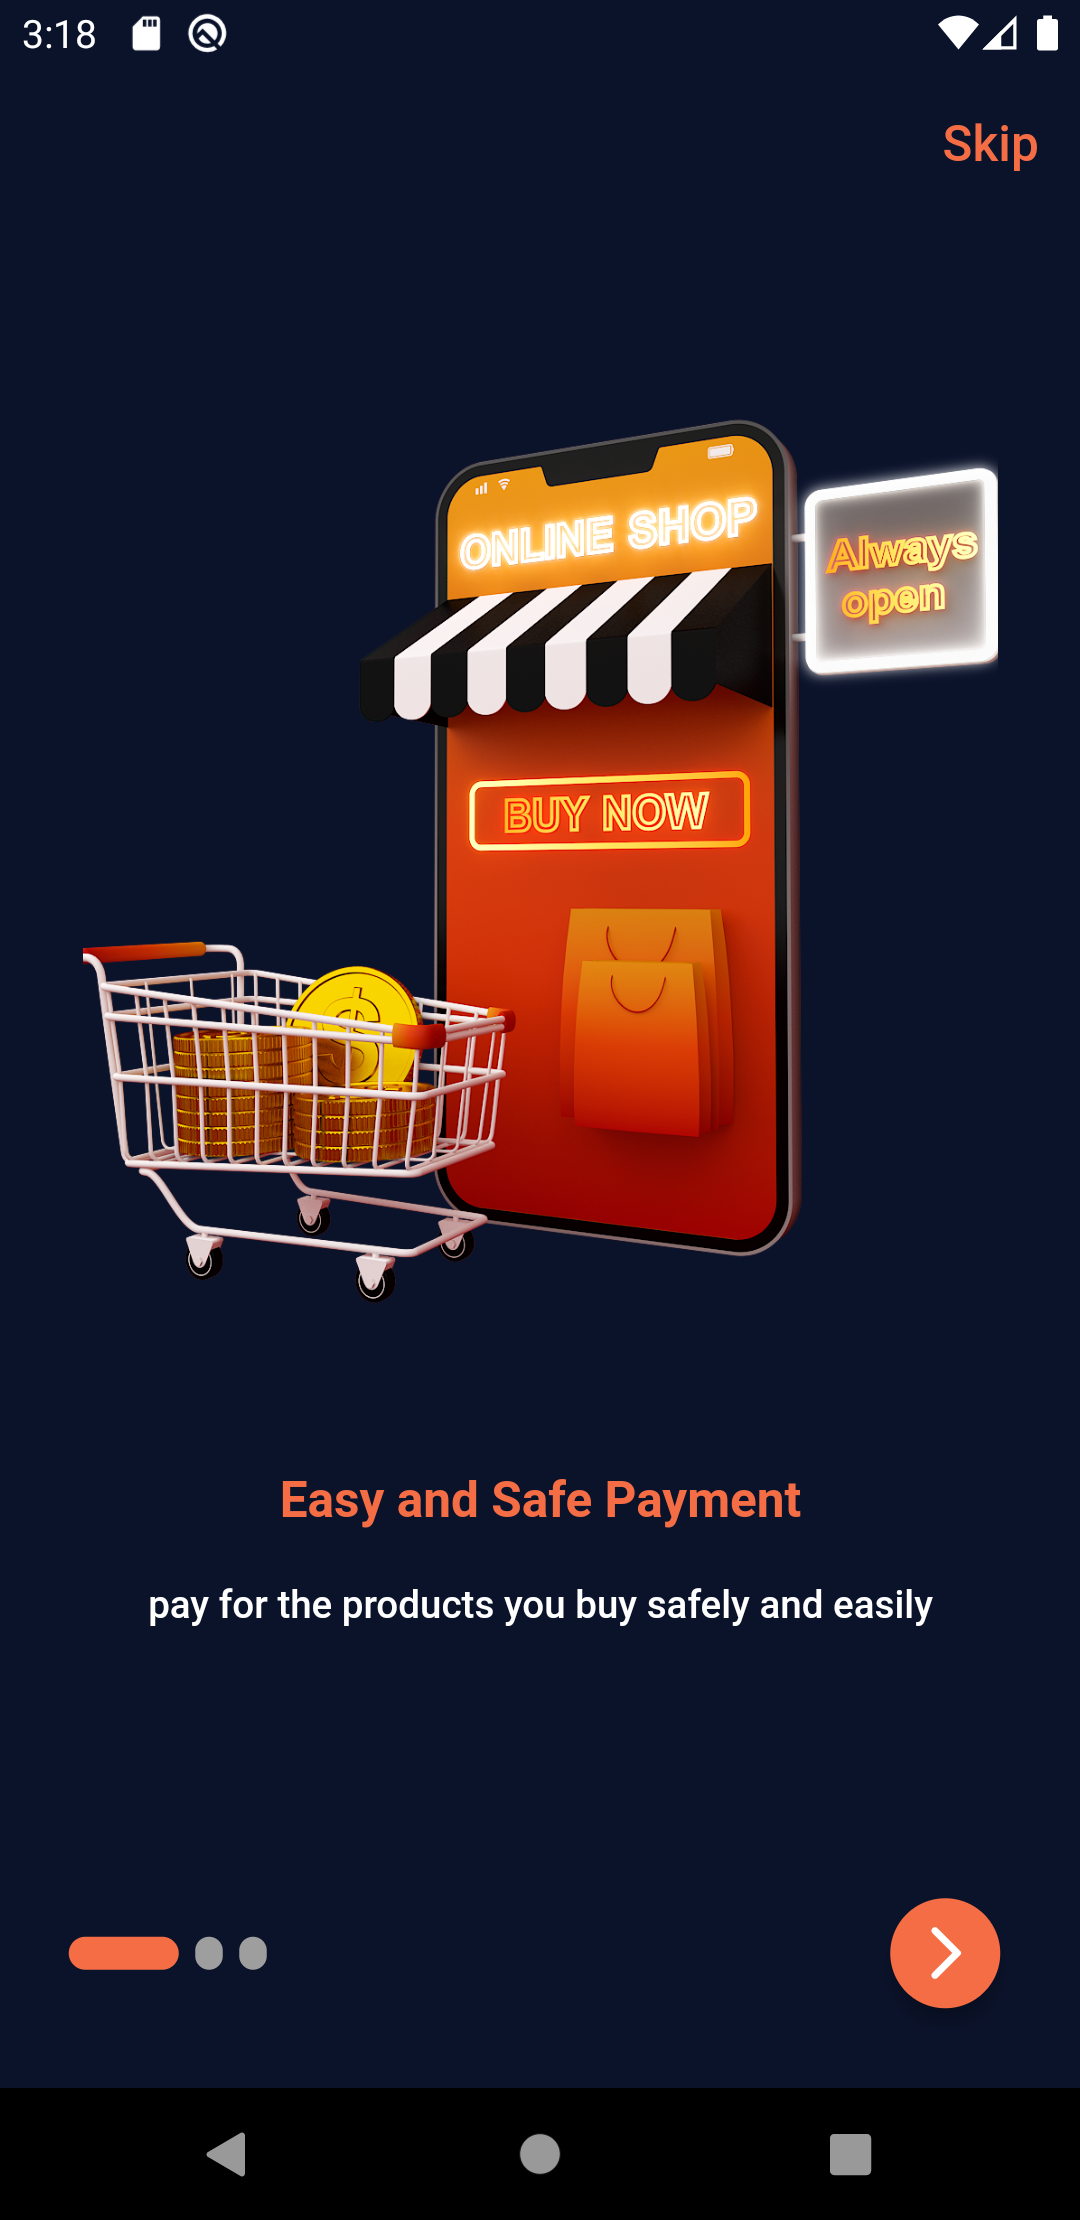 3:18
Skip
ONLINE SHOP
Always
open
BUY NOW
$
Easy and Safe Payment
pay for the products you buy safely and easily